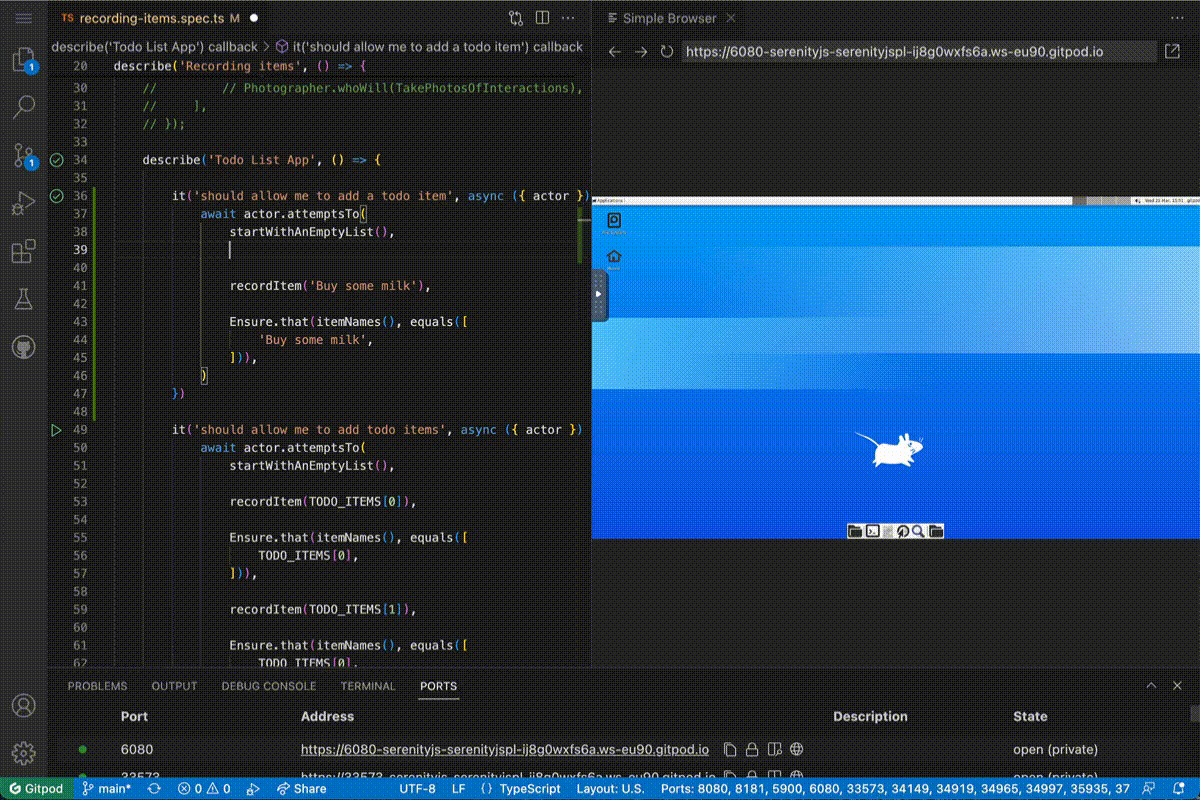 TS recording-items.spec.ts M
describe('Todo List App') callback > it('should allow me to add a todo item') callback
20 describe('Recording items', () => {
30 // // Photographer.whoWill(TakePhotosOfInteractions),
31 // ],
32 // });
33
34 describe('Todo List App', () => {
35
36 it('should allow me to add a todo item', async ({ actor })
37 await actor.attemptsTo(
38 startWithAnEmptyList(),
39
40
41 recordItem('Buy some milk'),
42
43 Ensure.that(itemNames(), equals([
44 'Buy some milk',
45 ])),
46 )
47 })
48
49 it('should allow me to add todo items', async ({ actor })
50 await actor.attemptsTo(
51 startWithAnEmptyList(),
52
53 recordItem(TODO_ITEMS[0]),
54
55 Ensure.that(itemNames(), equals([
56 TODO_ITEMS[0],
57 ])),
58
59 recordItem(TODO_ITEMS[1]),
60
61 Ensure.that(itemNames(), equals([
62 TODO_ITEMS[0].
1
1
Simple Browser
https://6080-serenityjs-serenityjspl-ij8g0wxfs6a.ws-eu90.gitpod.io
Applications
PROBLEMS OUTPUT DEBUG CONSOLE TERMINAL PORTS
Port Address Description State
6080 https://6080-serenityjs-serenityjspl-ij8g0wxfs6a.ws-eu90.gitpod.io open (private)
33573 https://33573-serenityjs-serenityjspl-ij8g0wxfs6a.ws-eu90.gitpod.io open (private)
Gitpod main* 0 0 Share UTF-8 LF {} TypeScript Layout: U.S. Ports: 8080, 8181, 5900, 6080, 33573, 34149, 34919, 34965, 34997, 35935, 37